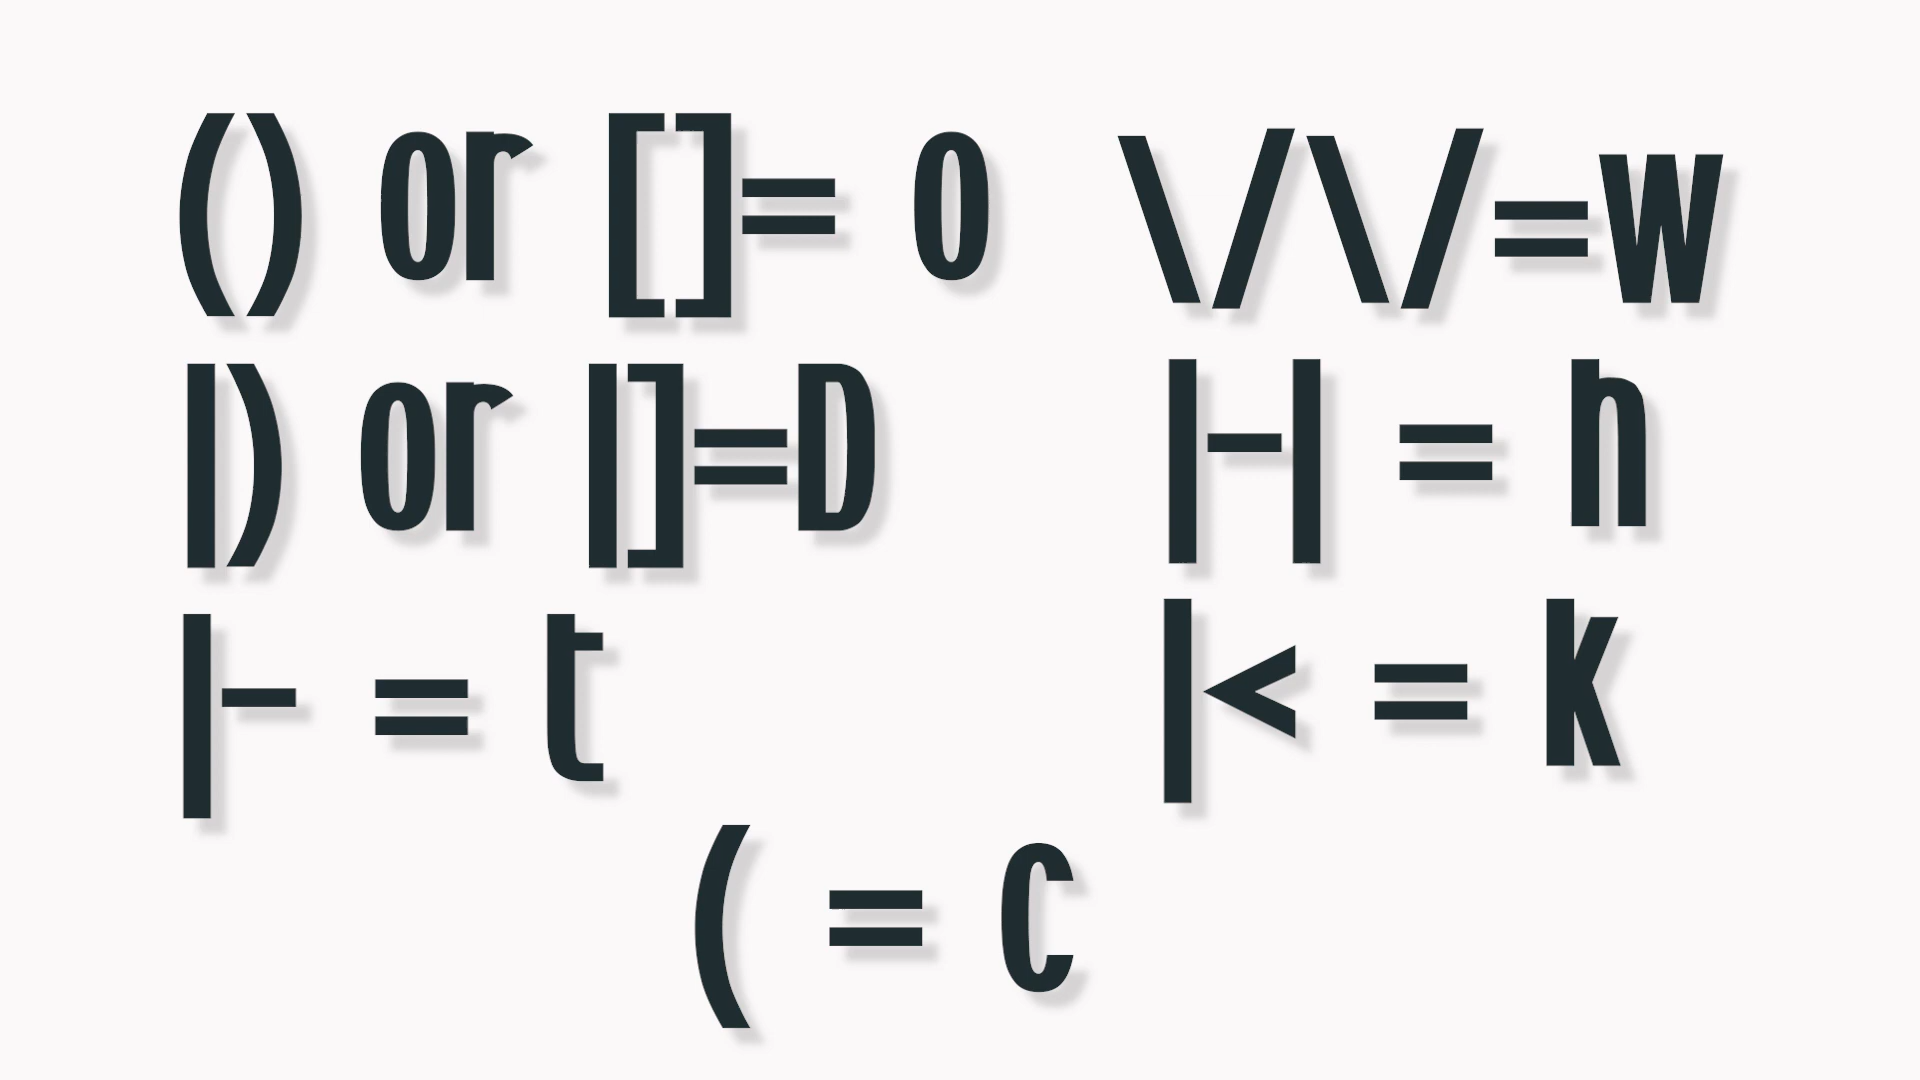 () or []= O \/\/=w
|) or |]=D |-| = h
|- = t |< = k
( = C